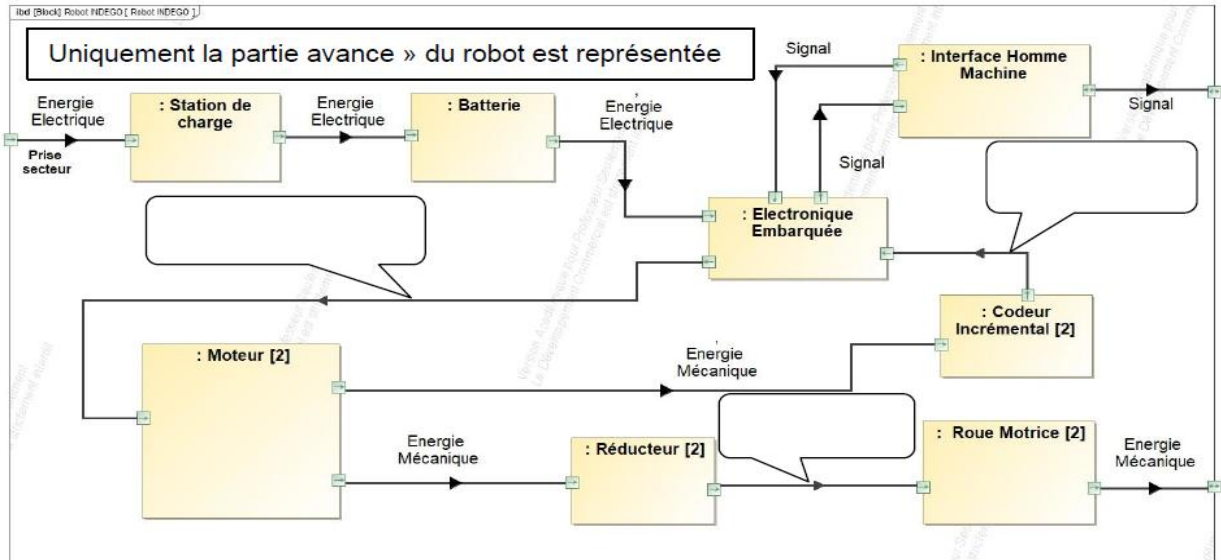 ibd [Block] Robot INDEGO [ Robot INDEGO ]
Uniquement la partie avance » du robot est représentée
Energie
Electrique
Prise
secteur
: Station de
charge
Energie
Electrique
: Batterie
Energie
Electrique
Signal
Signal
: Interface Homme
Machine
Signal
: Electronique
Embarquée
: Codeur
Incrémental [2]
: Moteur [2]
Energie
Mécanique
Energie
Mécanique
: Réducteur [2]
: Roue Motrice [2]
Energie
Mécanique